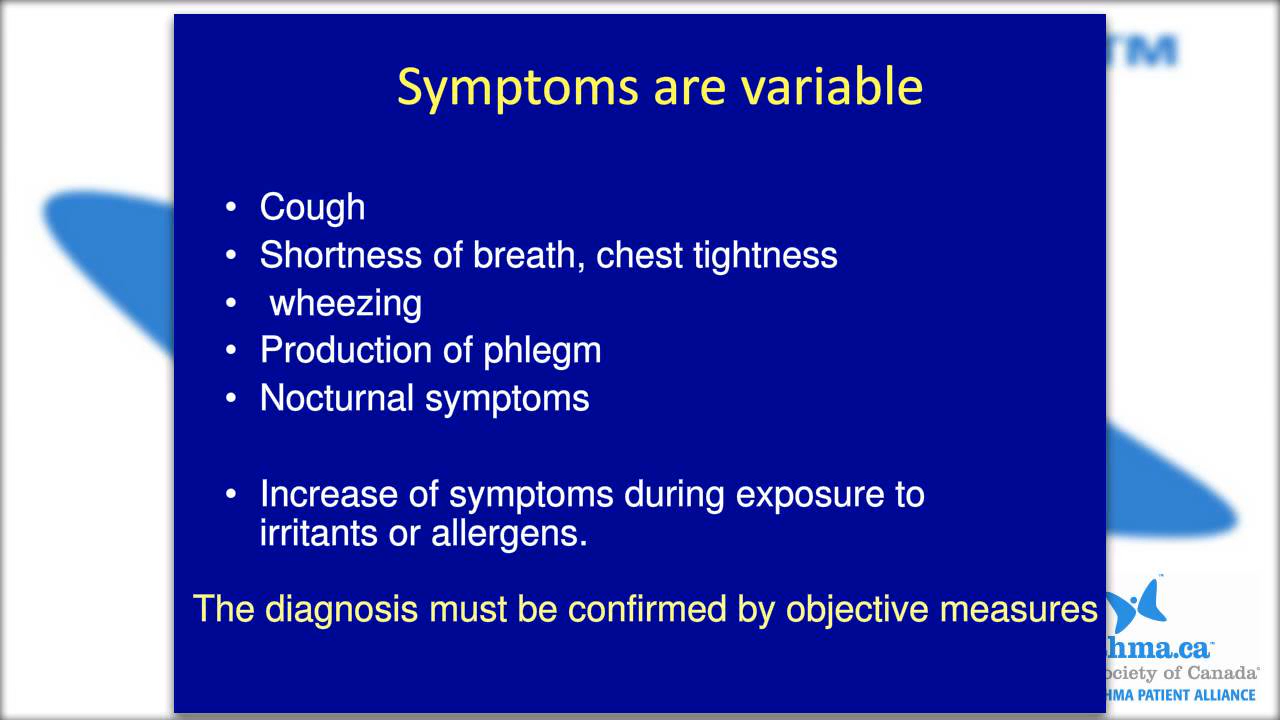 TM
Symptoms are variable
• Cough
• Shortness of breath, chest tightness
• wheezing
• Production of phlegm
• Nocturnal symptoms
• Increase of symptoms during exposure to
irritants or allergens.
The diagnosis must be confirmed by objective measures
hma.ca™
ociety of Canada
HMA PATIENT ALLIANCE